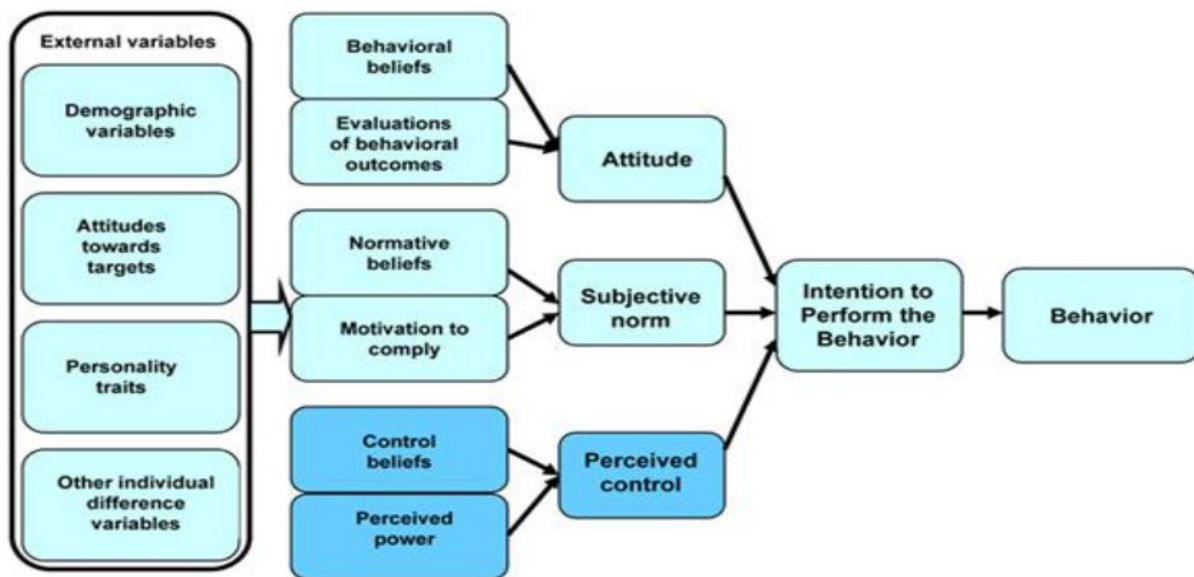 External variables
Demographic
variables
Attitudes
towards
targets
Personality
traits
Other individual
difference
variables
Behavioral
beliefs
Evaluations
of behavioral
outcomes
Normative
beliefs
Motivation to
comply
Control
beliefs
Perceived
power
Attitude
Subjective
norm
Perceived
control
Intention to
Perform the
Behavior
Behavior